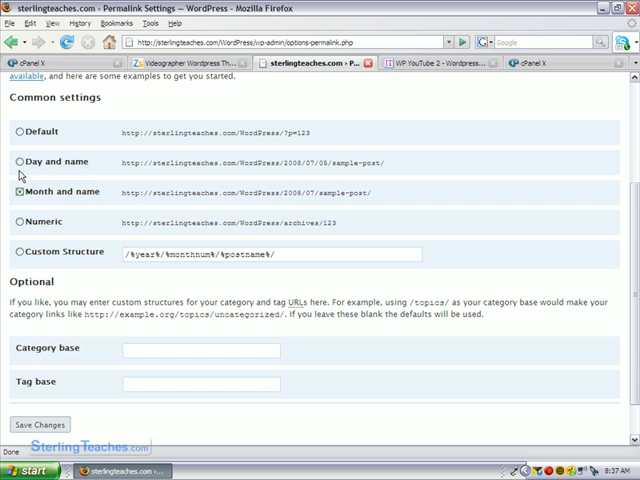 sterlingteaches.com › Permalink Settings — WordPress - Mozilla Firefox
File Edit View History Bookmarks Tools Help
http://sterlingteaches.com/WordPress/wp-admin/options-permalink.php
Google
cPanel X
Videographer Wordpress Th...
sterlingteaches.com › P...
WP YouTube 2 - Wordpress...
cPanel X
available, and here are some examples to get you started.
Common settings
Default http://sterlingteaches.com/WordPress/?p=123
Day and name http://sterlingteaches.com/WordPress/2008/07/05/sample-post/
Month and name http://sterlingteaches.com/WordPress/2008/07/sample-post/
Numeric http://sterlingteaches.com/WordPress/archives/123
Custom Structure /%year%/%monthnum%/%postname%/
Optional
If you like, you may enter custom structures for your category and tag URLs here. For example, using /topics/ as your category base would make your
category links like http://example.org/topics/uncategorized/. If you leave these blank the defaults will be used.
Category base
Tag base
Save Changes
SterlingTeaches.com
Done
start
sterlingteaches.com ›...
8:37 AM